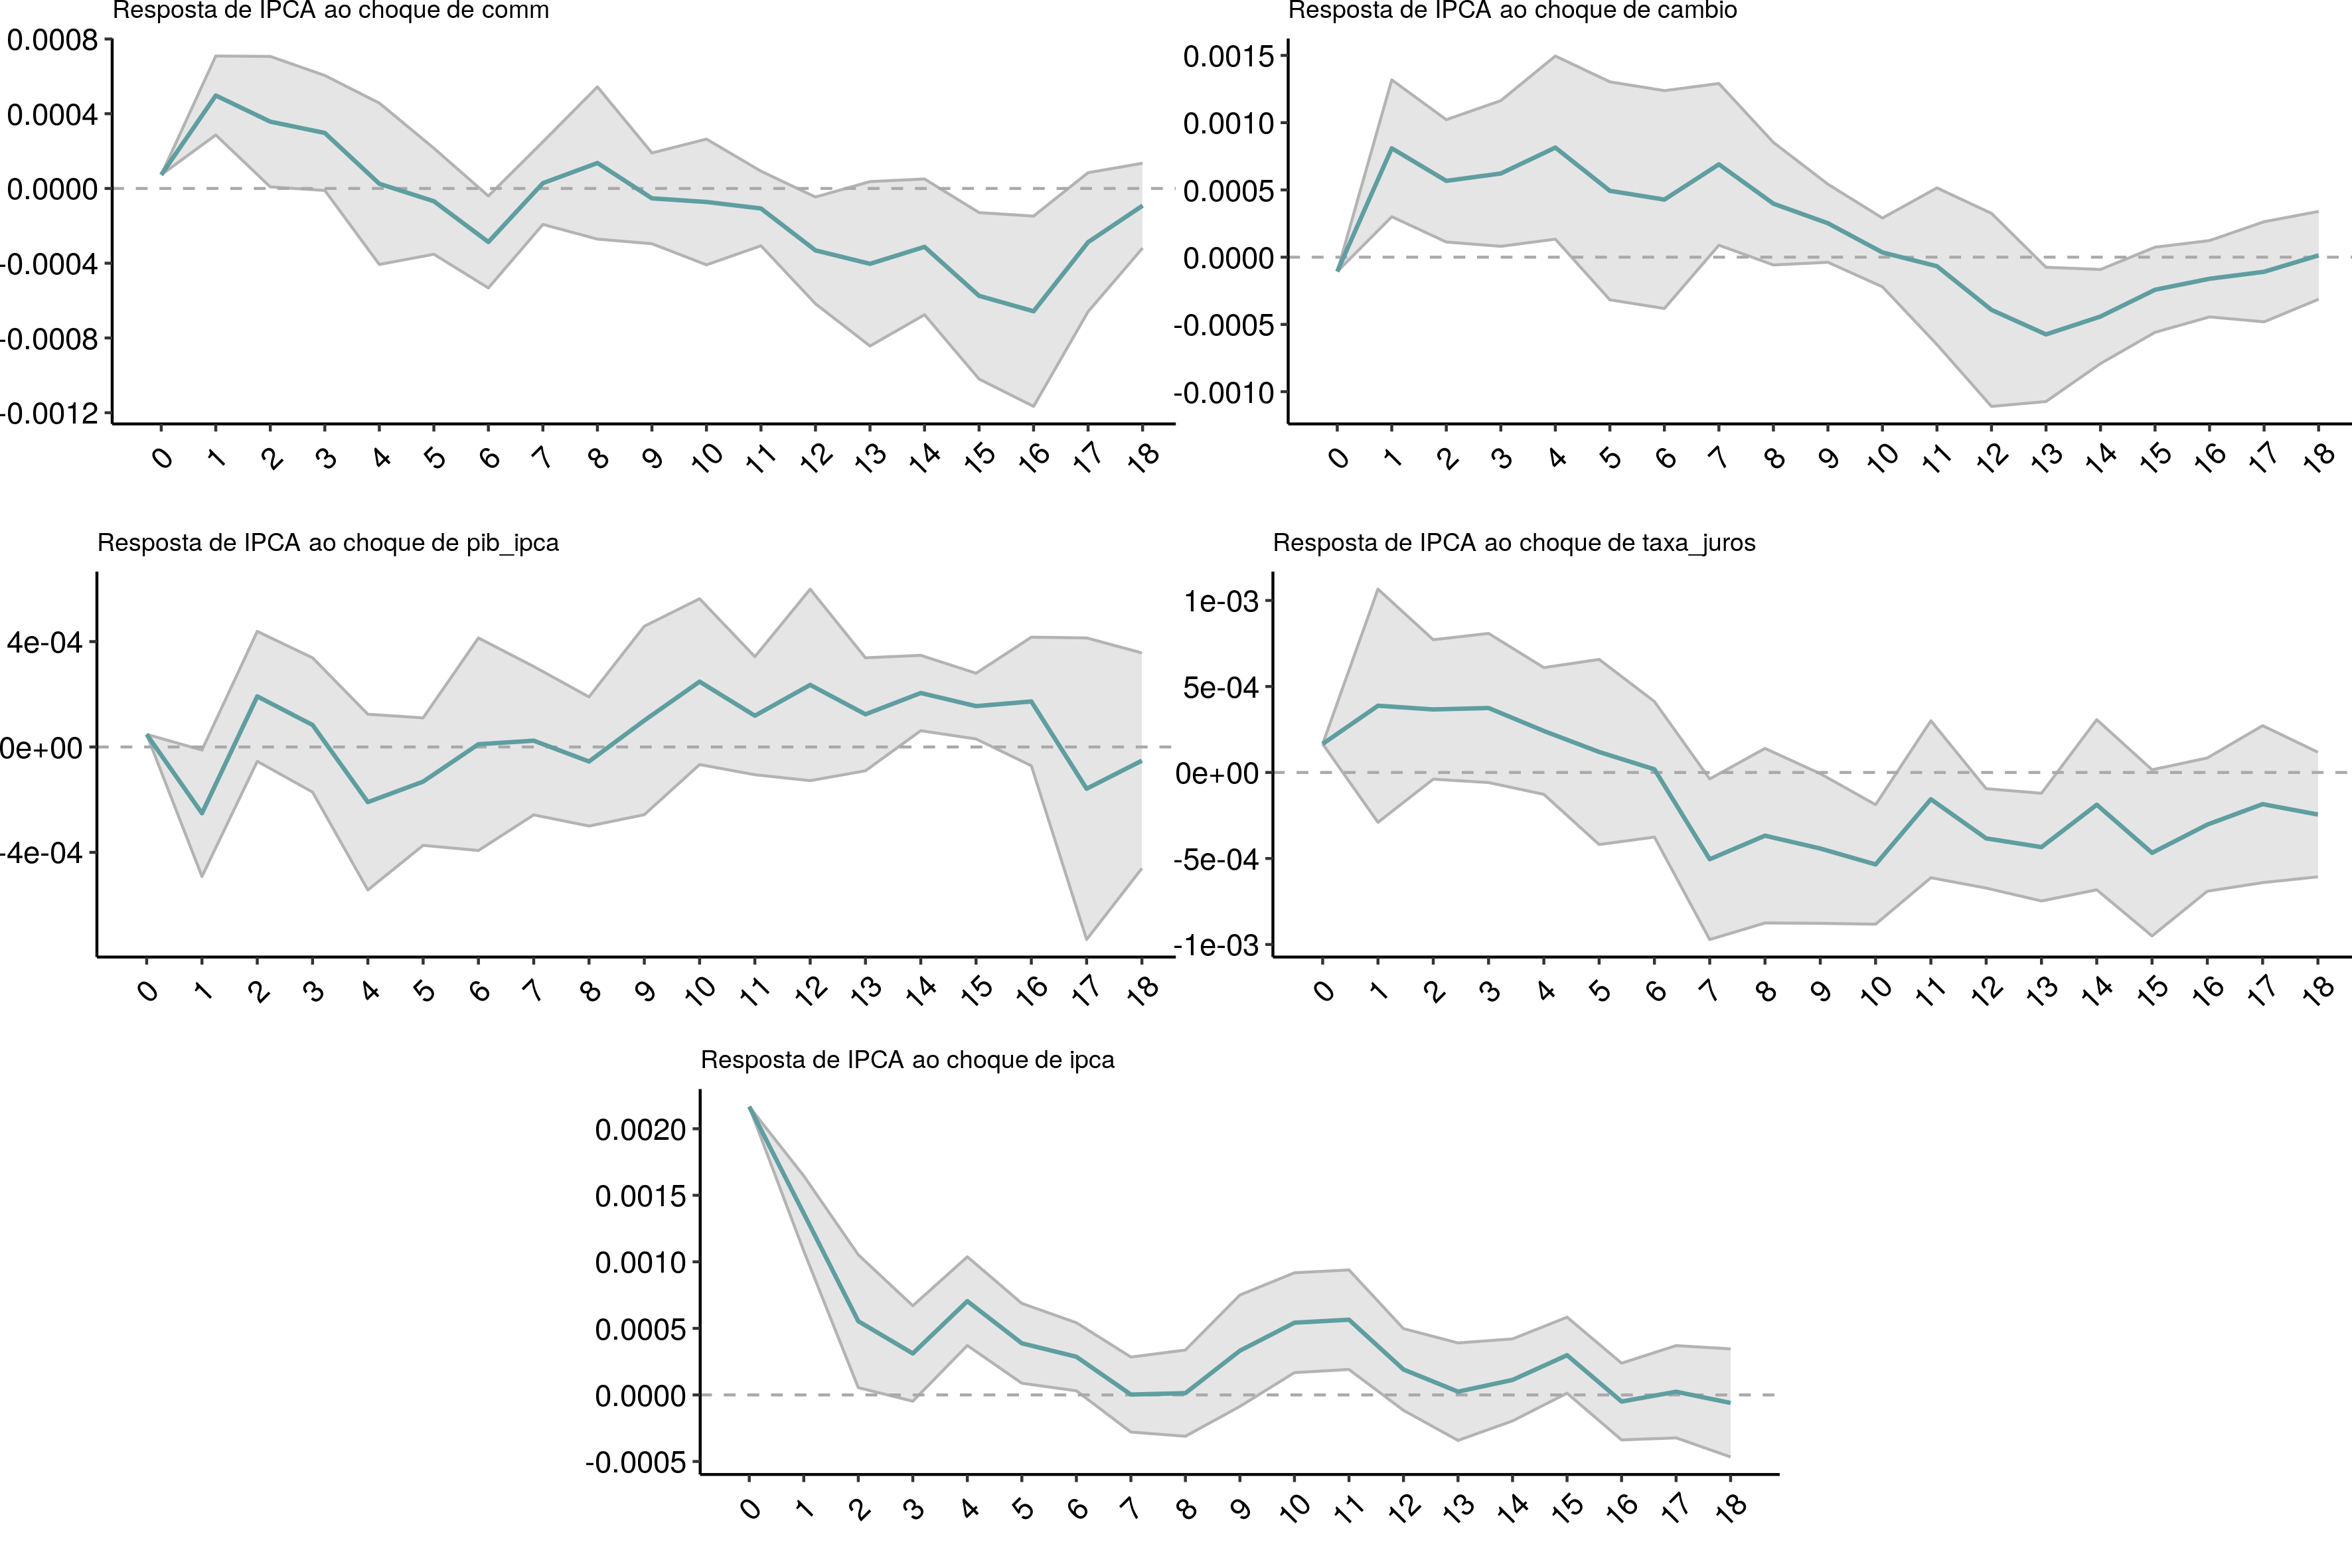 Resposta de IPCA ao choque de comm
0.0008
0.0004
0.0000
-0.0004
-0.0008
-0.0012
0 1 2 3 4 5 6 7 8 9 10 11 12 13 14 15 16 17 18
Resposta de IPCA ao choque de cambio
0.0015
0.0010
0.0005
0.0000
-0.0005
-0.0010
0 1 2 3 4 5 6 7 8 9 10 11 12 13 14 15 16 17 18
Resposta de IPCA ao choque de pib_ipca
4e-04
0e+00
-4e-04
0 1 2 3 4 5 6 7 8 9 10 11 12 13 14 15 16 17 18
Resposta de IPCA ao choque de taxa_juros
1e-03
5e-04
0e+00
-5e-04
-1e-03
0 1 2 3 4 5 6 7 8 9 10 11 12 13 14 15 16 17 18
Resposta de IPCA ao choque de ipca
0.0020
0.0015
0.0010
0.0005
0.0000
-0.0005
0 1 2 3 4 5 6 7 8 9 10 11 12 13 14 15 16 17 18